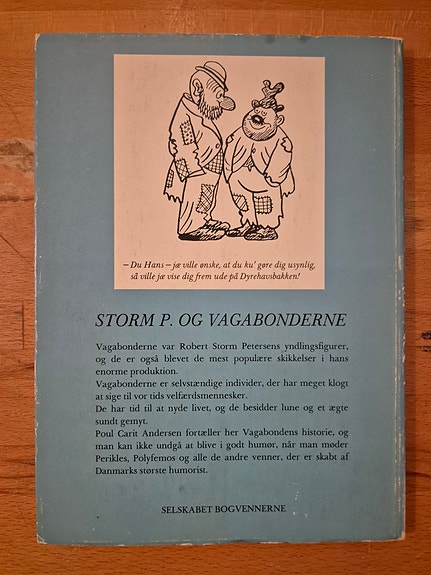 – Du Hans – jæ ville ønske, at du ku' gøre dig usynlig,
så ville jæ vise dig frem ude på Dyrehavsbakken!
STORM P. OG VAGABONDERNE
Vagabonderne var Robert Storm Petersens yndlingsfigurer,
og de er også blevet de mest populære skikkelser i hans
enorme produktion.
Vagabonderne er selvstændige individer, der har meget klogt
at sige til vor tids velfærdsmennesker.
De har tid til at nyde livet, og de besidder lune og et ægte
sundt gemyt.
Poul Carit Andersen fortæller her Vagabondens historie, og
man kan ikke undgå at blive i godt humør, når man møder
Perikles, Polyfemos og alle de andre venner, der er skabt af
Danmarks største humorist.
SELSKABET BOGVENNERNE